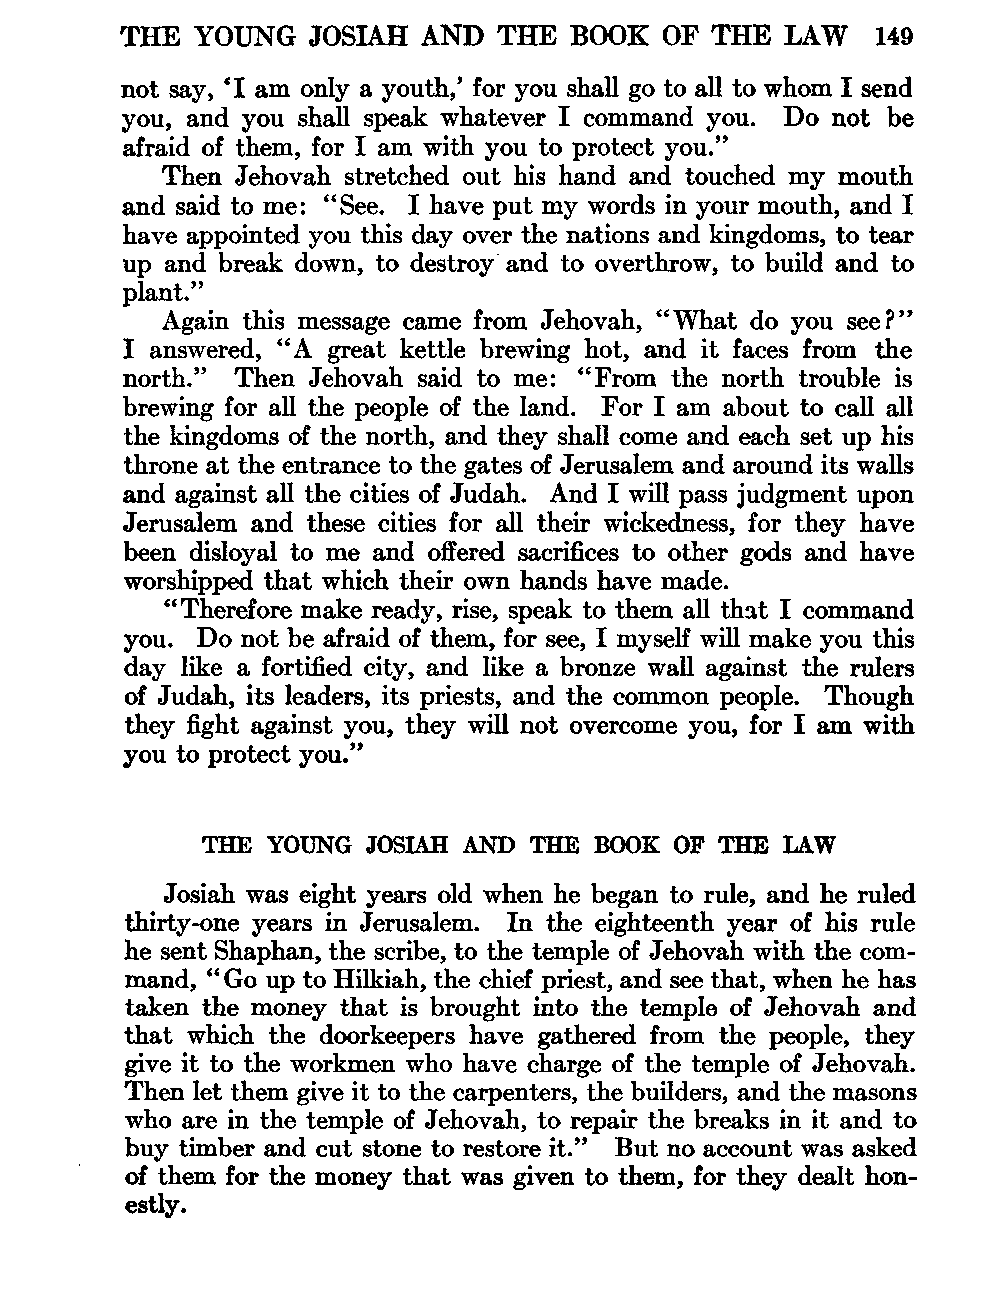 THE YOUNG JOSIAH AND THE BOOK OF THE LAW 149
not say, ‘I am only a youth,’ for you shall go to all to whom I send
you, and you shall speak whatever I command you. Do not be
afraid of them, for I am with you to protect you.”
Then Jehovah stretched out his hand and touched my mouth
and said to me: “See. I have put my words in your mouth, and I
have appointed you this day over the nations and kingdoms, to tear
up and break down, to destroy and to overthrow, to build and to
plant.”
Again this message came from Jehovah, “What do you see?”
I answered, “A great kettle brewing hot, and it faces from the
north.” Then Jehovah said to me: “From the north trouble is
brewing for all the people of the land. For I am about to call all
the kingdoms of the north, and they shall come and each set up his
throne at the entrance to the gates of Jerusalem and around its walls
and against all the cities of Judah. And I will pass judgment upon
Jerusalem and these cities for all their wickedness, for they have
been disloyal to me and offered sacrifices to other gods and have
worshipped that which their own hands have made.
“Therefore make ready, rise, speak to them all that I command
you. Do not be afraid of them, for see, I myself will make you this
day like a fortified city, and like a bronze wall against the rulers
of Judah, its leaders, its priests, and the common people. Though
they fight against you, they will not overcome you, for I am with
you to protect you.”
THE YOUNG JOSIAH AND THE BOOK OF THE LAW
Josiah was eight years old when he began to rule, and he ruled
thirty-one years in Jerusalem. In the eighteenth year of his rule
he sent Shaphan, the scribe, to the temple of Jehovah with the com-
mand, “Go up to Hilkiah, the chief priest, and see that, when he has
taken the money that is brought into the temple of Jehovah and
that which the doorkeepers have gathered from the people, they
give it to the workmen who have charge of the temple of Jehovah.
Then let them give it to the carpenters, the builders, and the masons
who are in the temple of Jehovah, to repair the breaks in it and to
buy timber and cut stone to restore it.” But no account was asked
of them for the money that was given to them, for they dealt hon-
estly.